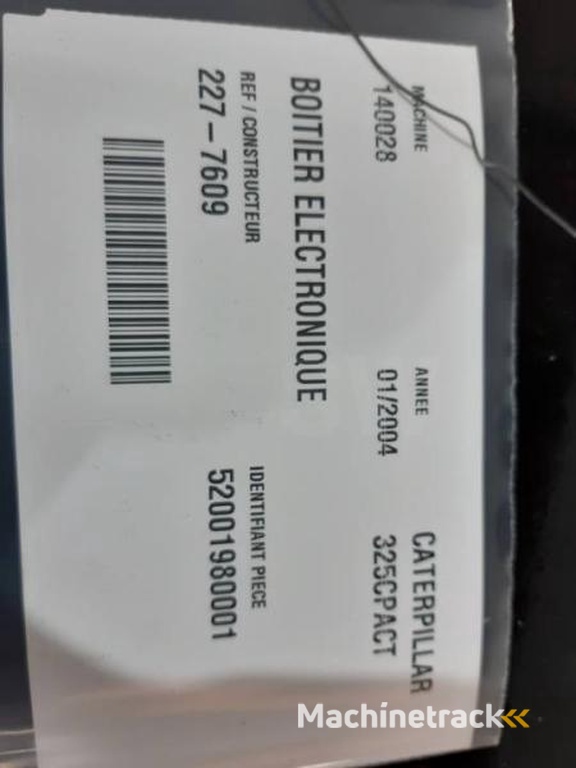 MACHINE ANNEE CATERPILLAR
140028 01/2004 325CPACT
BOITIER ELECTRONIQUE
REF / CONSTRUCTEUR IDENTIFIANT PIECE
227-7609 52001980001
Machinetrack